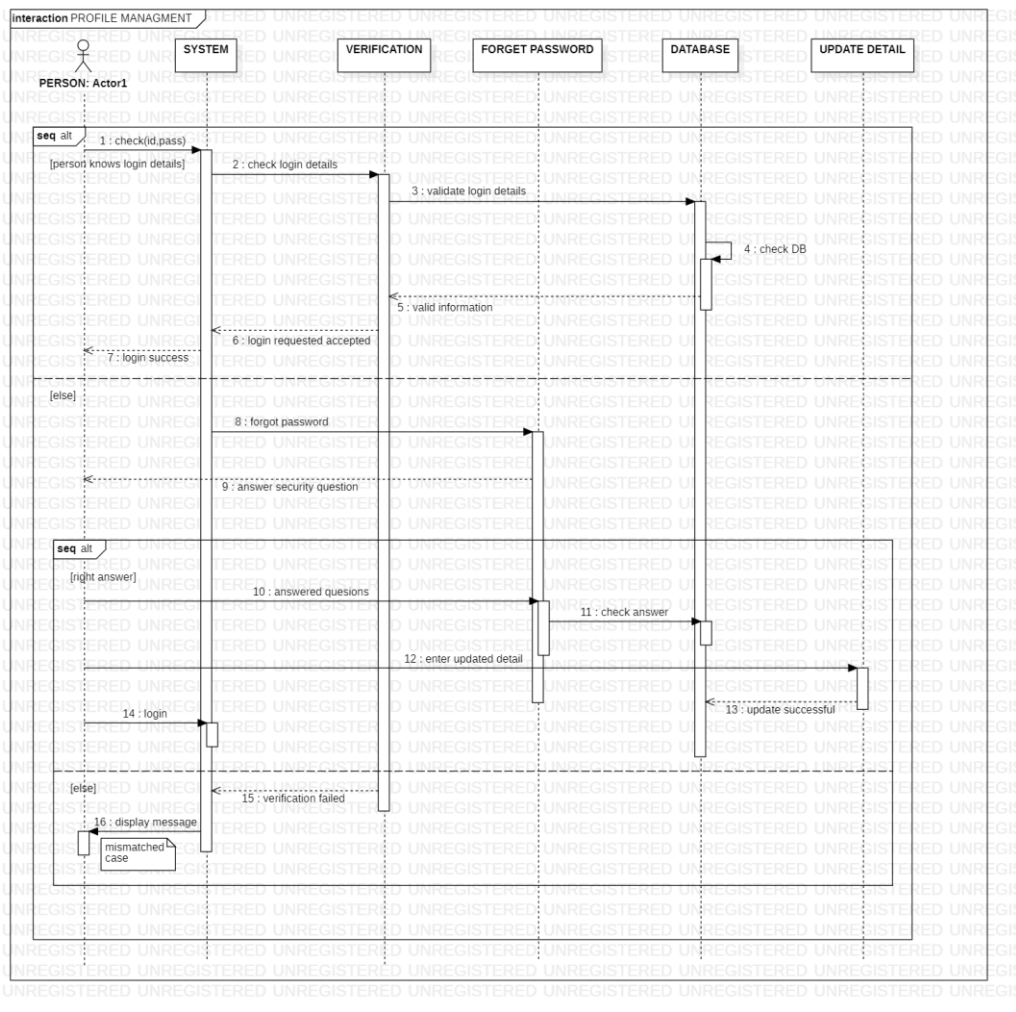 interaction PROFILE MANAGMENT
PERSON: Actor1
SYSTEM
VERIFICATION
FORGET PASSWORD
DATABASE
UPDATE DETAIL
seq alt
1 : check(id,pass)
[person knows login details]
2 : check login details
3 : validate login details
4 : check DB
5 : valid information
6 : login requested accepted
7 : login success
[else]
8 : forgot password
9 : answer security question
seq alt
[right answer]
10 : answered quesions
11 : check answer
12 : enter updated detail
13 : update successful
14 : login
[else]
15 : verification failed
16 : display message
mismatched
case
UNREGISTERED